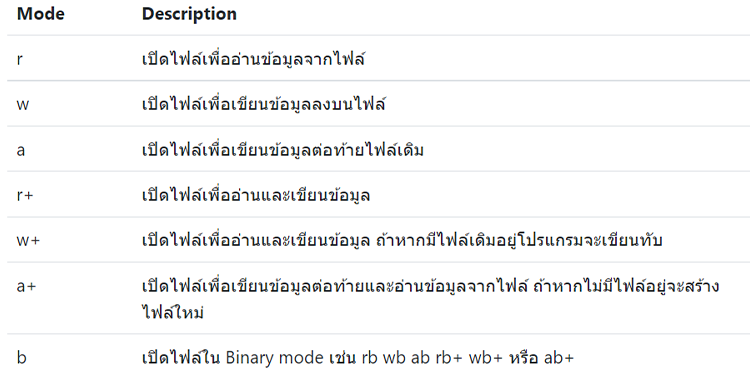 Mode Description
r เปิดไฟล์เพื่ออ่านข้อมูลจากไฟล์
w เปิดไฟล์เพื่อเขียนข้อมูลลงบนไฟล์
a เปิดไฟล์เพื่อเขียนข้อมูลต่อท้ายไฟล์เดิม
r+ เปิดไฟล์เพื่ออ่านและเขียนข้อมูล
w+ เปิดไฟล์เพื่ออ่านและเขียนข้อมูล ถ้าหากมีไฟล์เดิมอยู่โปรแกรมจะเขียนทับ
a+ เปิดไฟล์เพื่อเขียนข้อมูลต่อท้ายและอ่านข้อมูลจากไฟล์ ถ้าหากไม่มีไฟล์อยู่จะสร้าง
ไฟล์ใหม่
b เปิดไฟล์ใน Binary mode เช่น rb wb ab rb+ wb+ หรือ ab+